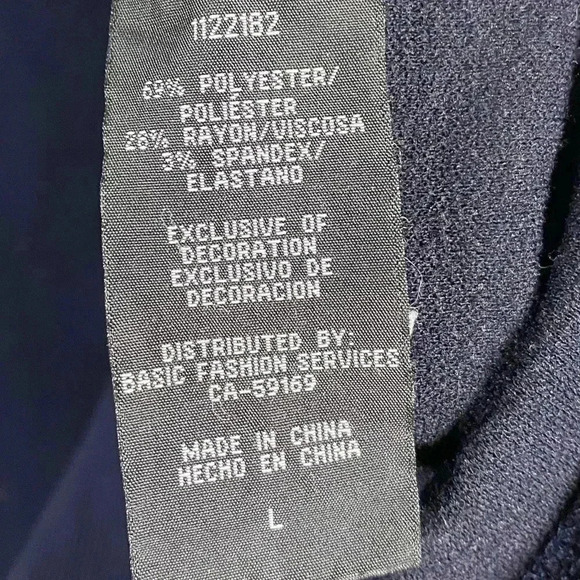 1122182
69% POLYESTER/
POLIÉSTER
28% RAYON/VISCOSA
3% SPANDEX/
ELASTANO
EXCLUSIVE OF
DECORATION
EXCLUSIVO DE
DECORACION
DISTRIBUTED BY:
BASIC FASHION SERVICES
CA-59169
MADE IN CHINA
HECHO EN CHINA
L